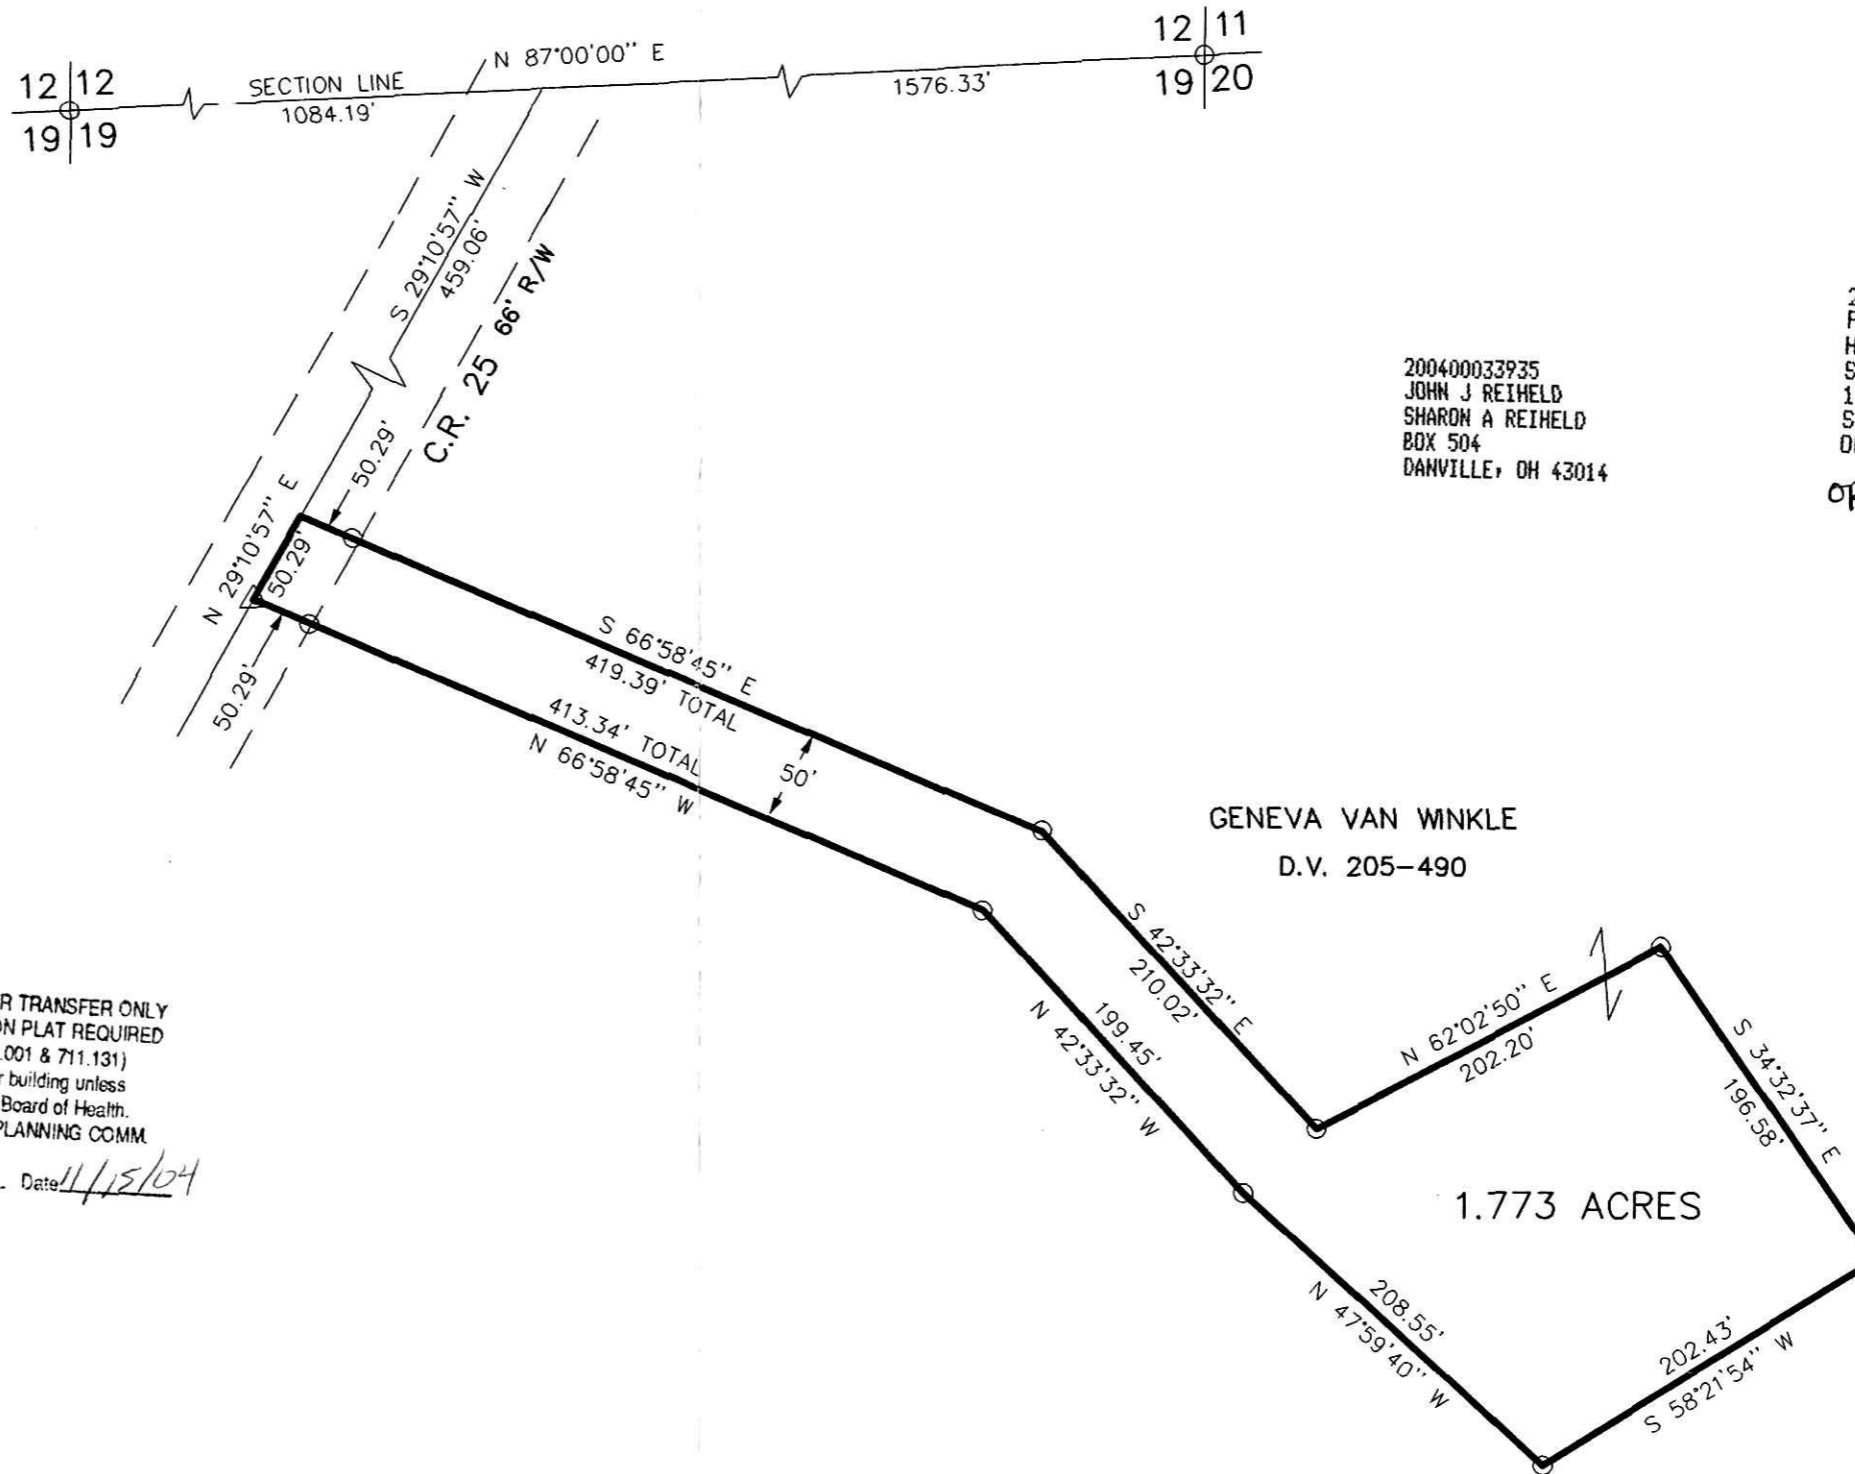 12 12
19 19
SECTION LINE
1084.19'
N 87°00'00" E
1576.33'
12 11
19 20
S 29°10'57" W
459.06'
C.R. 25 66' R/W
200400033935
JOHN J REIHELD
SHARON A REIHELD
BOX 504
DANVILLE, OH 43014
50.29'
N 29°10'57" E
50.29'
50.29'
S 66°58'45" E
419.39' TOTAL
413.34' TOTAL
N 66°58'45" W
50'
GENEVA VAN WINKLE
D.V. 205-490
S 42°33'32" E
210.02'
199.45'
N 42°33'32" W
N 62°02'50" E
202.20'
S 34°32'37" E
196.58'
1.773 ACRES
208.55'
N 47°59'40" W
202.43'
S 58°21'54" W
R TRANSFER ONLY
ON PLAT REQUIRED
.001 & 711.131)
r building unless
Board of Health.
PLANNING COMM.
Date 11/15/04